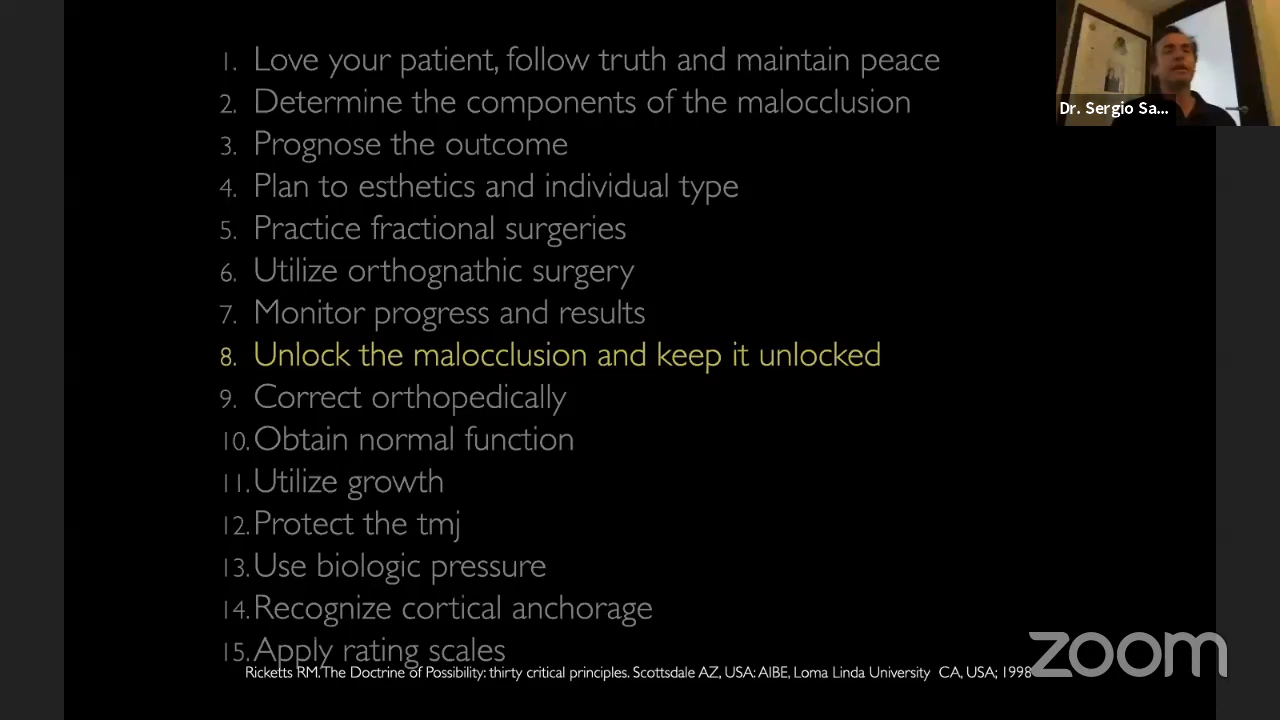 1. Love your patient, follow truth and maintain peace
2. Determine the components of the malocclusion
3. Prognose the outcome
4. Plan to esthetics and individual type
5. Practice fractional surgeries
6. Utilize orthognathic surgery
7. Monitor progress and results
8. Unlock the malocclusion and keep it unlocked
9. Correct orthopedically
10. Obtain normal function
11. Utilize growth
12. Protect the tmj
13. Use biologic pressure
14. Recognize cortical anchorage
15. Apply rating scales
Ricketts RM. The Doctrine of Possibility: thirty critical principles. Scottsdale AZ, USA: AIBE, Loma Linda University CA, USA; 1998
Dr. Sergio Sa...
zoom